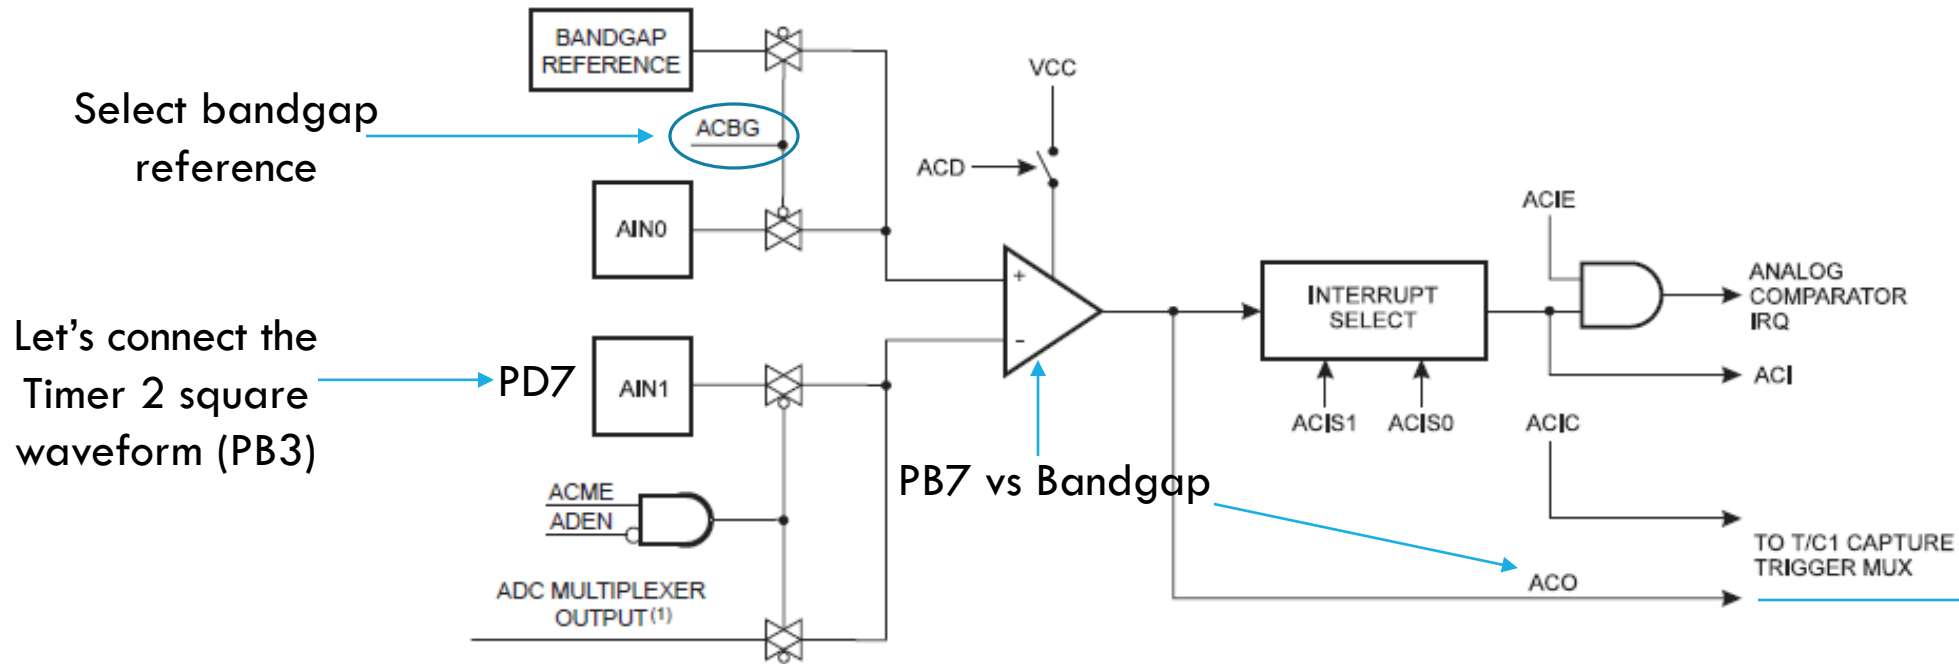 BANDGAP
REFERENCE
Select bandgap
reference
ACBG
VCC
ACD
AIN0
ACIE
+
-
INTERRUPT
SELECT
ANALOG
COMPARATOR
IRQ
Let's connect the
Timer 2 square
waveform (PB3)
PD7
AIN1
ACI
ACIS1
ACIS0
ACIC
PB7 vs Bandgap
ACME
ADEN
ADC MULTIPLEXER
OUTPUT(1)
ACO
TO T/C1 CAPTURE
TRIGGER MUX